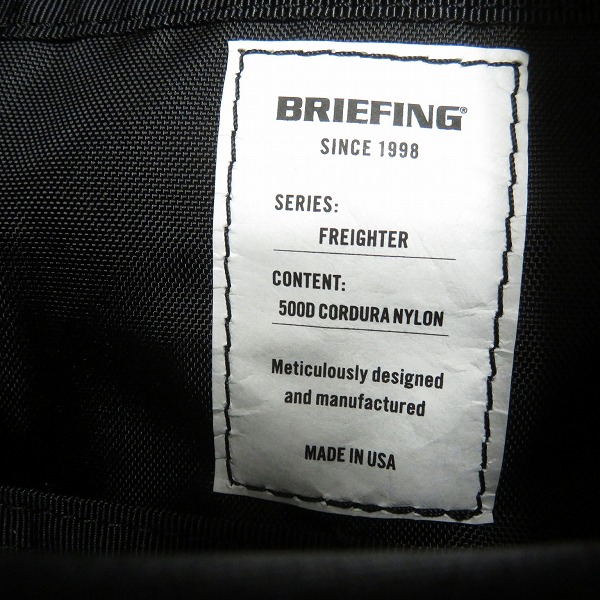 BRIEFING®
SINCE 1998
SERIES:
FREIGHTER
CONTENT:
500D CORDURA NYLON
Meticulously designed
and manufactured
MADE IN USA